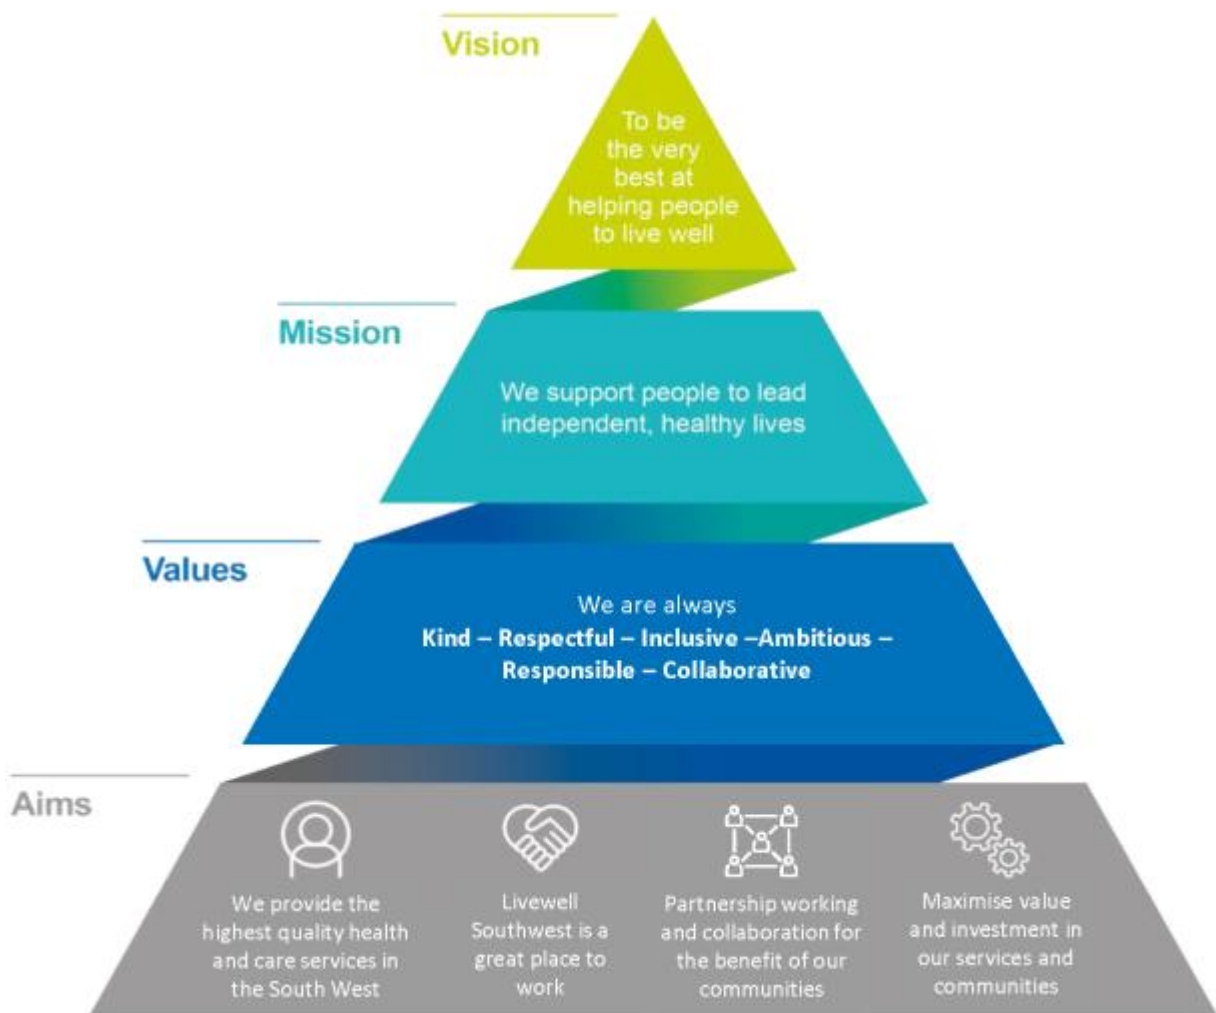 Vision
To be
the very
best at
helping people
to live well
Mission
We support people to lead
independent, healthy lives
Values
We are always
Kind – Respectful – Inclusive –Ambitious –
Responsible – Collaborative
Aims
We provide the
highest quality health
and care services in
the South West
Livewell
Southwest is a
great place to
work
Partnership working
and collaboration for
the benefit of our
communities
Maximise value
and investment in
our services and
communities